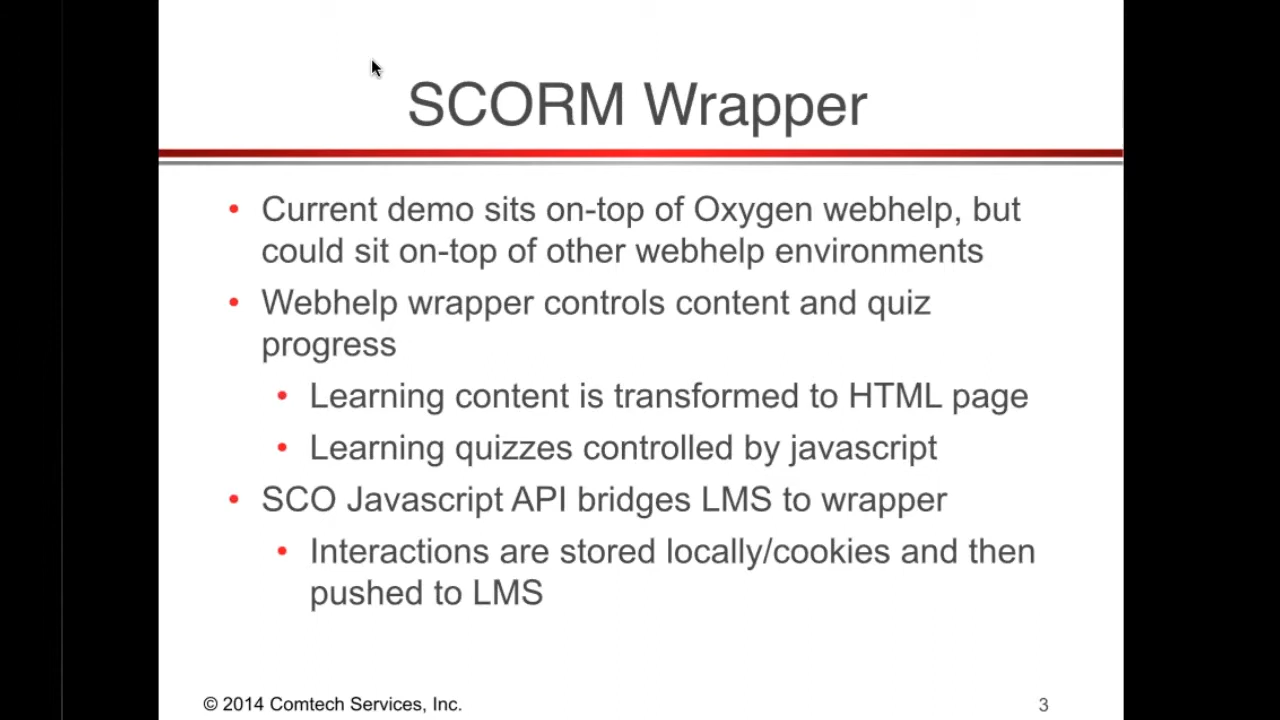 SCORM Wrapper
• Current demo sits on-top of Oxygen webhelp, but
could sit on-top of other webhelp environments
• Webhelp wrapper controls content and quiz
progress
• Learning content is transformed to HTML page
• Learning quizzes controlled by javascript
• SCO Javascript API bridges LMS to wrapper
• Interactions are stored locally/cookies and then
pushed to LMS
© 2014 Comtech Services, Inc.
3